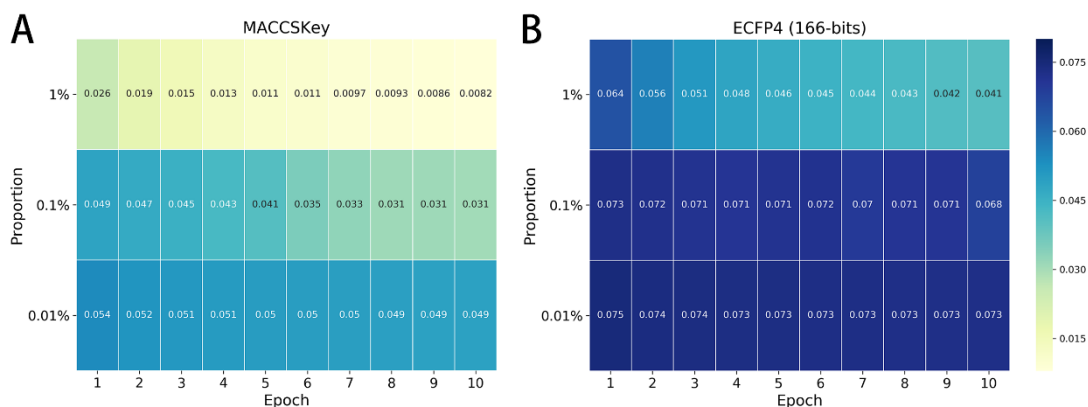 A
MACCSKey
B
ECFP4 (166-bits)
Proportion
1%
0.026 0.019 0.015 0.013 0.011 0.011 0.0097 0.0093 0.0086 0.0082
0.1%
0.049 0.047 0.045 0.043 0.041 0.035 0.033 0.031 0.031 0.031
0.01%
0.054 0.052 0.051 0.051 0.05 0.05 0.05 0.049 0.049 0.049
1 2 3 4 5 6 7 8 9 10
Epoch
Proportion
1%
0.064 0.056 0.051 0.048 0.046 0.045 0.044 0.043 0.042 0.041
0.1%
0.073 0.072 0.071 0.071 0.071 0.072 0.07 0.071 0.071 0.068
0.01%
0.075 0.074 0.074 0.073 0.073 0.073 0.073 0.073 0.073 0.073
1 2 3 4 5 6 7 8 9 10
Epoch
0.075
0.060
0.045
0.030
0.015